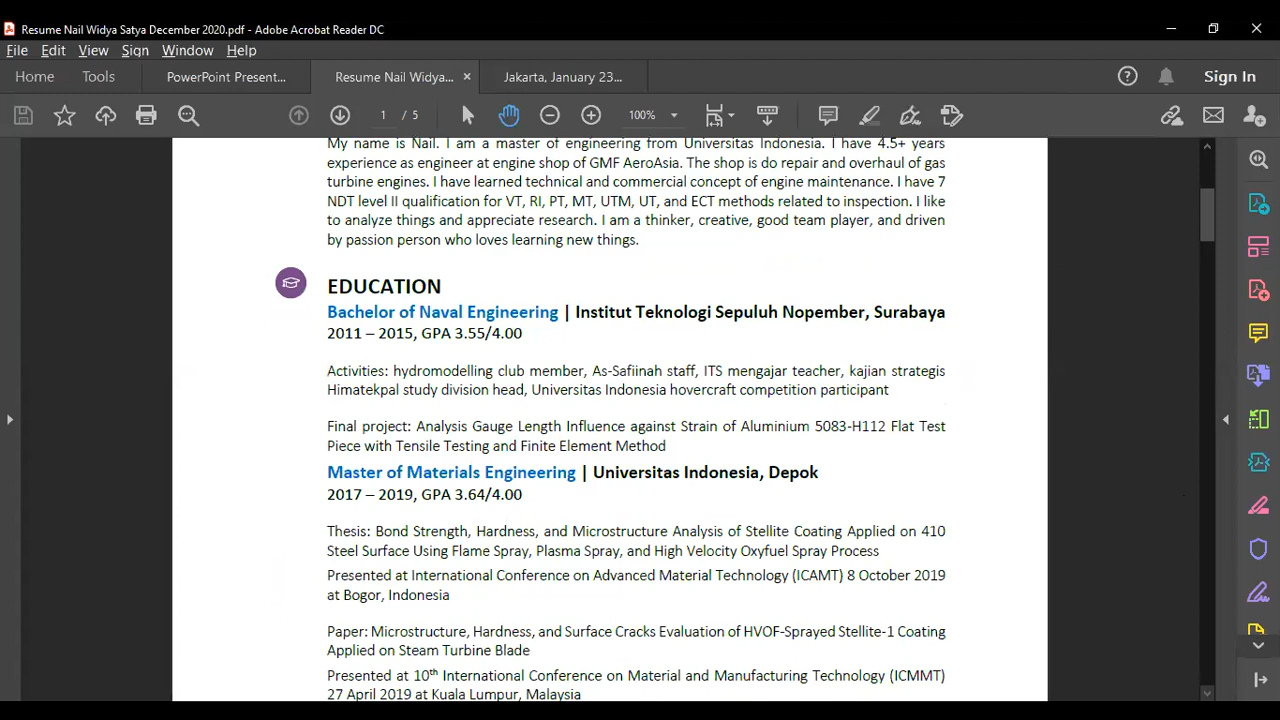 Resume Nail Widya Satya December 2020.pdf - Adobe Acrobat Reader DC
File Edit View Sign Window Help
Home Tools PowerPoint Present... Resume Nail Widya... × Jakarta, January 23... Sign In
1 / 5 100%
My name is Nail. I am a master of engineering from Universitas Indonesia. I have 4.5+ years
experience as engineer at engine shop of GMF AeroAsia. The shop is do repair and overhaul of gas
turbine engines. I have learned technical and commercial concept of engine maintenance. I have 7
NDT level II qualification for VT, RI, PT, MT, UTM, UT, and ECT methods related to inspection. I like
to analyze things and appreciate research. I am a thinker, creative, good team player, and driven
by passion person who loves learning new things.
EDUCATION
Bachelor of Naval Engineering | Institut Teknologi Sepuluh Nopember, Surabaya
2011 – 2015, GPA 3.55/4.00
Activities: hydromodelling club member, As-Safiinah staff, ITS mengajar teacher, kajian strategis
Himatekpal study division head, Universitas Indonesia hovercraft competition participant
Final project: Analysis Gauge Length Influence against Strain of Aluminium 5083-H112 Flat Test
Piece with Tensile Testing and Finite Element Method
Master of Materials Engineering | Universitas Indonesia, Depok
2017 – 2019, GPA 3.64/4.00
Thesis: Bond Strength, Hardness, and Microstructure Analysis of Stellite Coating Applied on 410
Steel Surface Using Flame Spray, Plasma Spray, and High Velocity Oxyfuel Spray Process
Presented at International Conference on Advanced Material Technology (ICAMT) 8 October 2019
at Bogor, Indonesia
Paper: Microstructure, Hardness, and Surface Cracks Evaluation of HVOF-Sprayed Stellite-1 Coating
Applied on Steam Turbine Blade
Presented at 10th International Conference on Material and Manufacturing Technology (ICMMT)
27 April 2019 at Kuala Lumpur, Malaysia